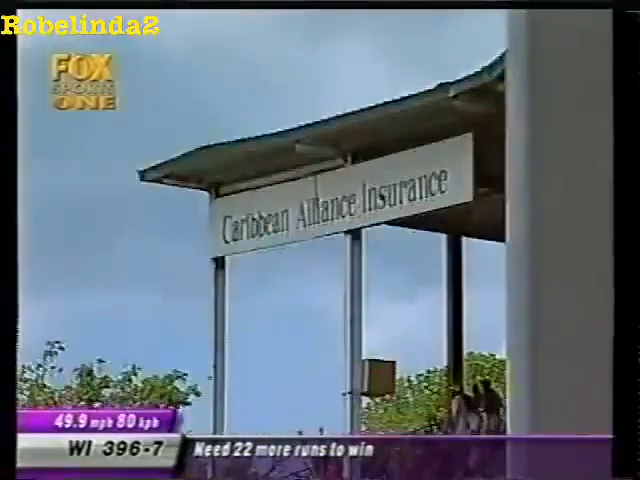 Robelinda2
FOX
SPORTS
ONE
Caribbean Alliance Insurance
49.9 mph 80 kph
WI 396-7 Need 22 more runs to win